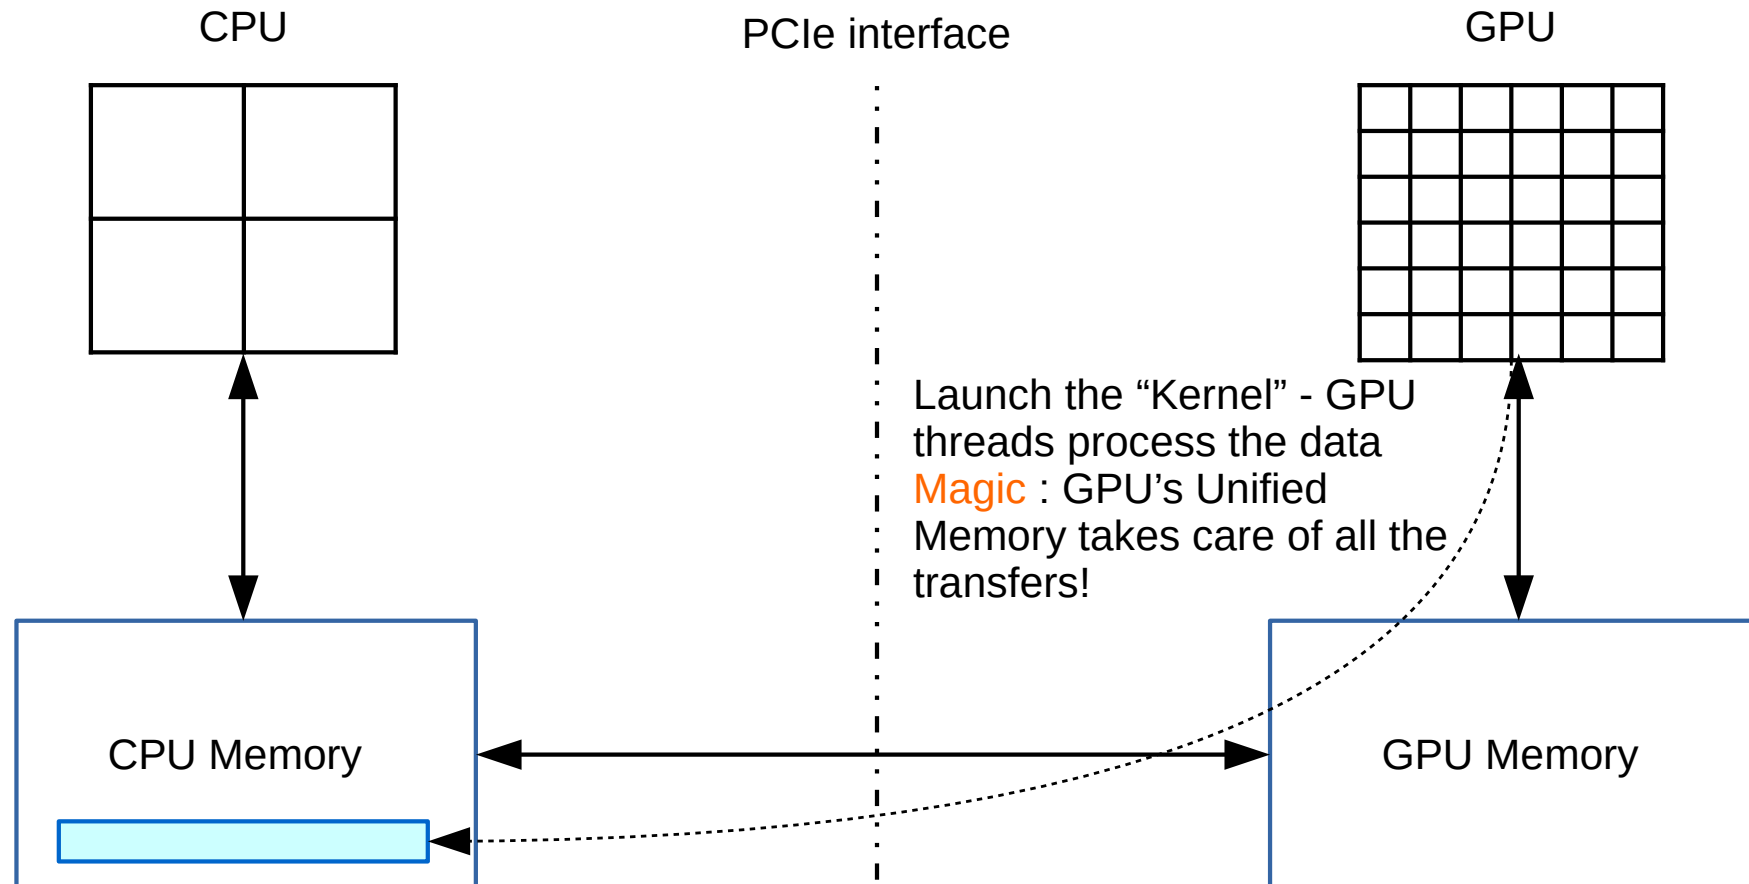 CPU
PCIe interface
GPU
Launch the “Kernel” - GPU
threads process the data
Magic : GPU’s Unified
Memory takes care of all the
transfers!
CPU Memory
GPU Memory